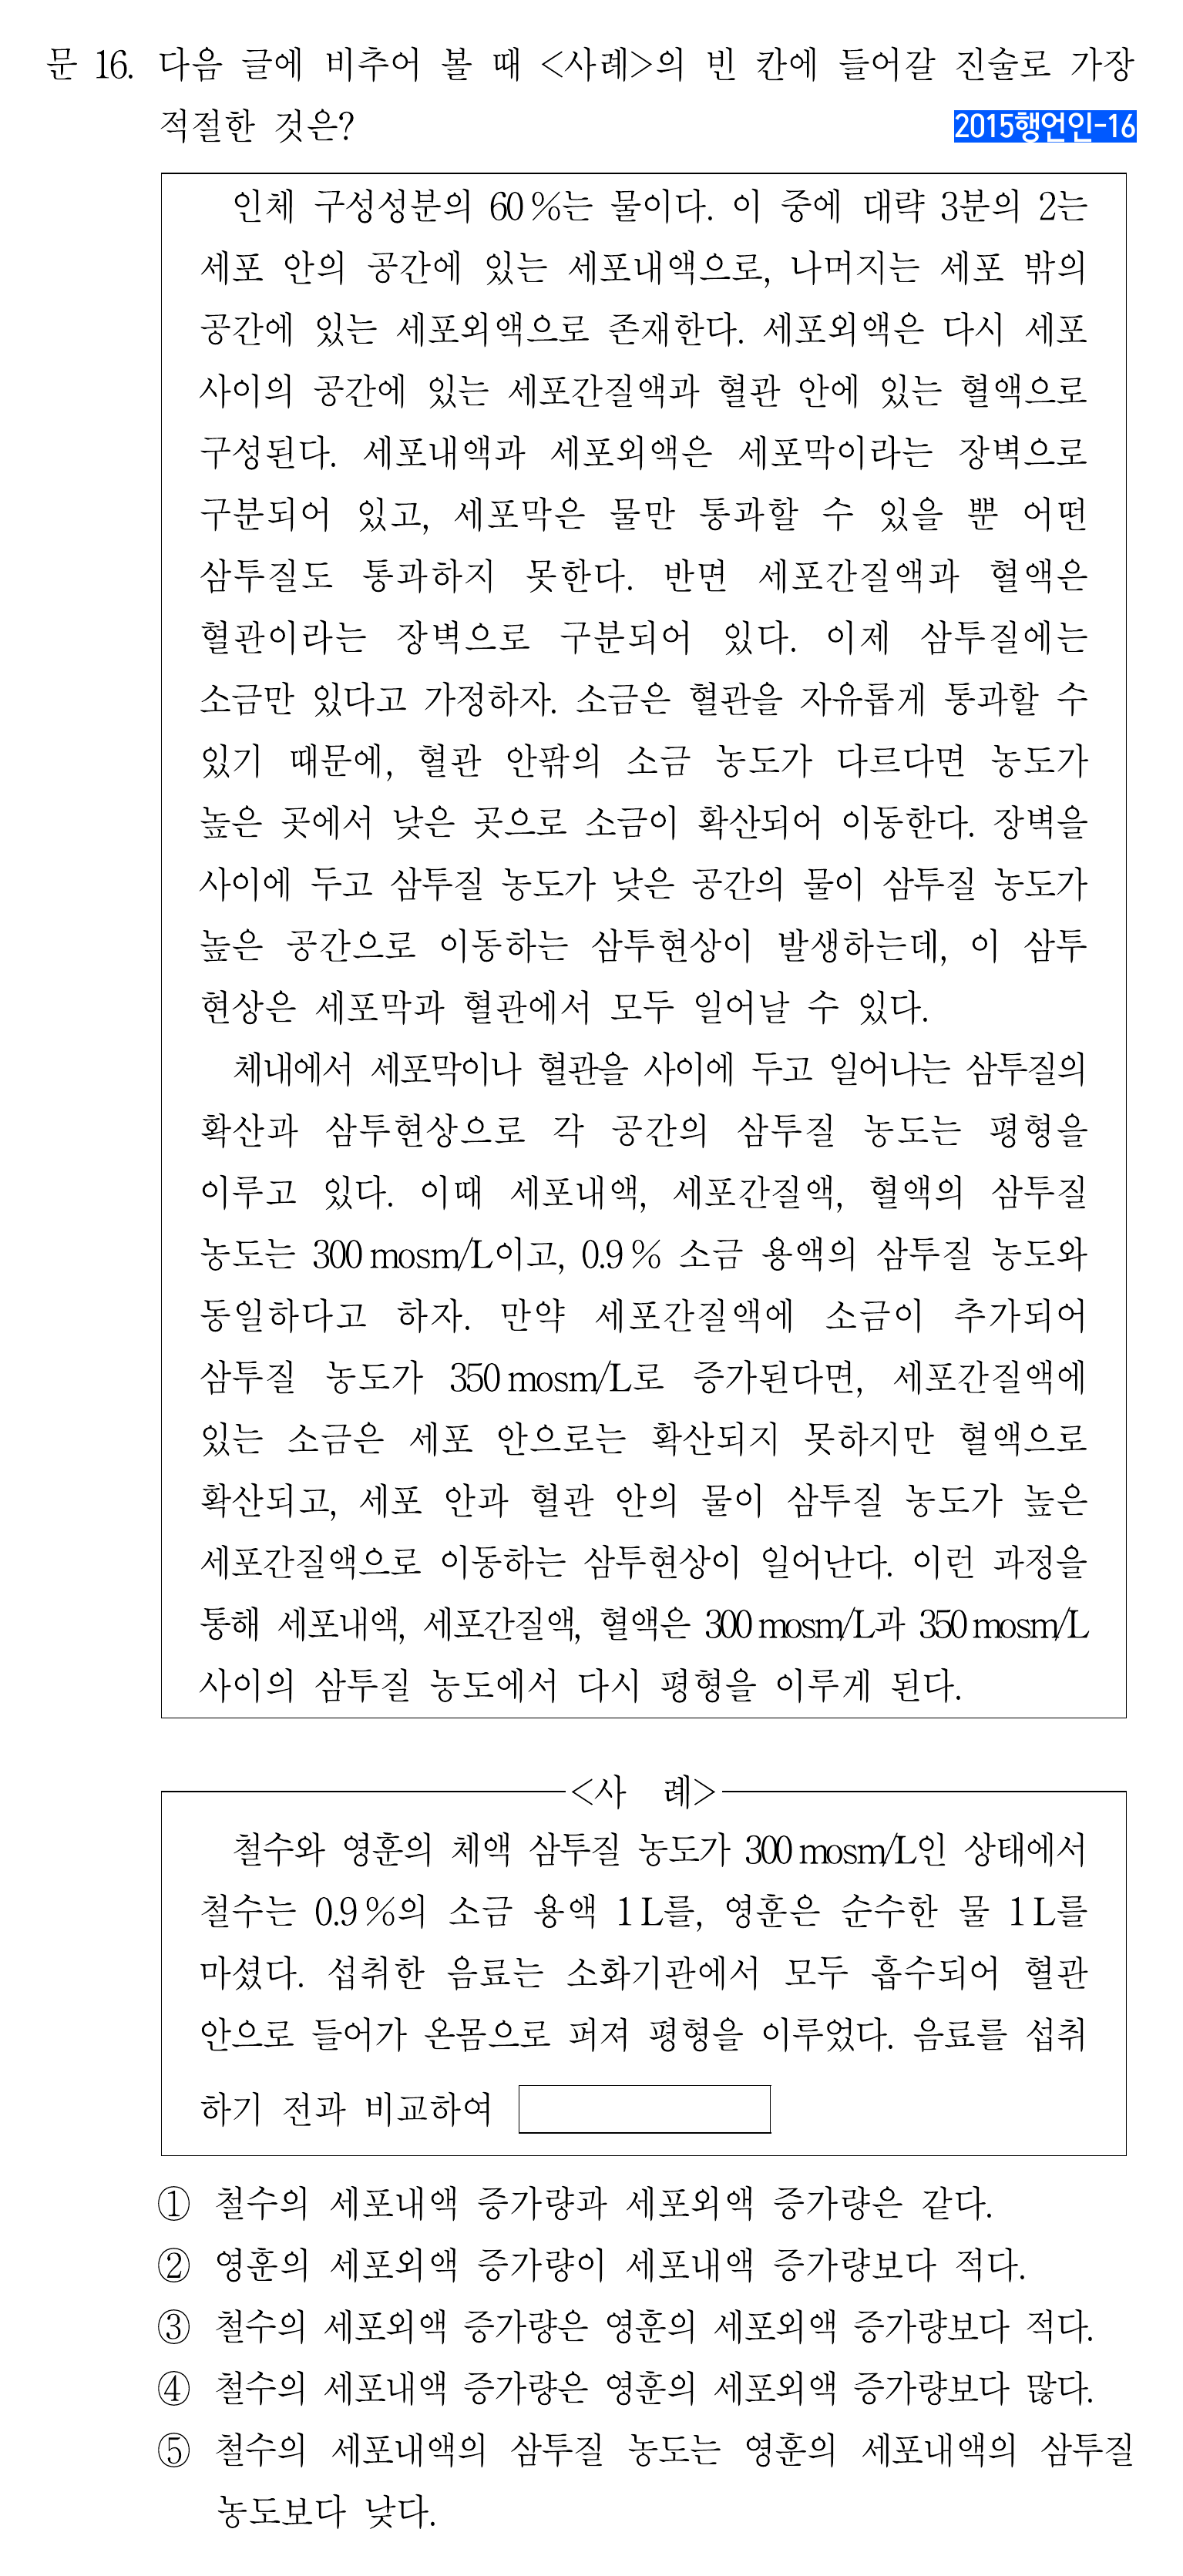 문 16. 다음 글에 비추어 볼 때 <사례>의 빈 칸에 들어갈 진술로 가장
적절한 것은?
2015행언인-16
인체 구성성분의 60%는 물이다. 이 중에 대략 3분의 2는
세포 안의 공간에 있는 세포내액으로, 나머지는 세포 밖의
공간에 있는 세포외액으로 존재한다. 세포외액은 다시 세포
사이의 공간에 있는 세포간질액과 혈관 안에 있는 혈액으로
구성된다. 세포내액과 세포외액은 세포막이라는 장벽으로
구분되어 있고, 세포막은 물만 통과할 수 있을 뿐 어떤
삼투질도 통과하지 못한다. 반면 세포간질액과 혈액은
혈관이라는 장벽으로 구분되어 있다. 이제 삼투질에는
소금만 있다고 가정하자. 소금은 혈관을 자유롭게 통과할 수
있기 때문에, 혈관 안팎의 소금 농도가 다르다면 농도가
높은 곳에서 낮은 곳으로 소금이 확산되어 이동한다. 장벽을
사이에 두고 삼투질 농도가 낮은 공간의 물이 삼투질 농도가
높은 공간으로 이동하는 삼투현상이 발생하는데, 이 삼투
현상은 세포막과 혈관에서 모두 일어날 수 있다.
체내에서 세포막이나 혈관을 사이에 두고 일어나는 삼투질의
확산과 삼투현상으로 각 공간의 삼투질 농도는 평형을
이루고 있다. 이때 세포내액, 세포간질액, 혈액의 삼투질
농도는 300 mosm/L이고, 0.9% 소금 용액의 삼투질 농도와
동일하다고 하자. 만약 세포간질액에 소금이 추가되어
삼투질 농도가 350 mosm/L로 증가된다면, 세포간질액에
있는 소금은 세포 안으로는 확산되지 못하지만 혈액으로
확산되고, 세포 안과 혈관 안의 물이 삼투질 농도가 높은
세포간질액으로 이동하는 삼투현상이 일어난다. 이런 과정을
통해 세포내액, 세포간질액, 혈액은 300 mosm/L과 350 mosm/L
사이의 삼투질 농도에서 다시 평형을 이루게 된다.
<사 례>
철수와 영훈의 체액 삼투질 농도가 300 mosm/L인 상태에서
철수는 0.9%의 소금 용액 1 L를, 영훈은 순수한 물 1 L를
마셨다. 섭취한 음료는 소화기관에서 모두 흡수되어 혈관
안으로 들어가 온몸으로 퍼져 평형을 이루었다. 음료를 섭취
하기 전과 비교하여
① 철수의 세포내액 증가량과 세포외액 증가량은 같다.
② 영훈의 세포외액 증가량이 세포내액 증가량보다 적다.
③ 철수의 세포외액 증가량은 영훈의 세포외액 증가량보다 적다.
④ 철수의 세포내액 증가량은 영훈의 세포외액 증가량보다 많다.
⑤ 철수의 세포내액의 삼투질 농도는 영훈의 세포내액의 삼투질
농도보다 낮다.